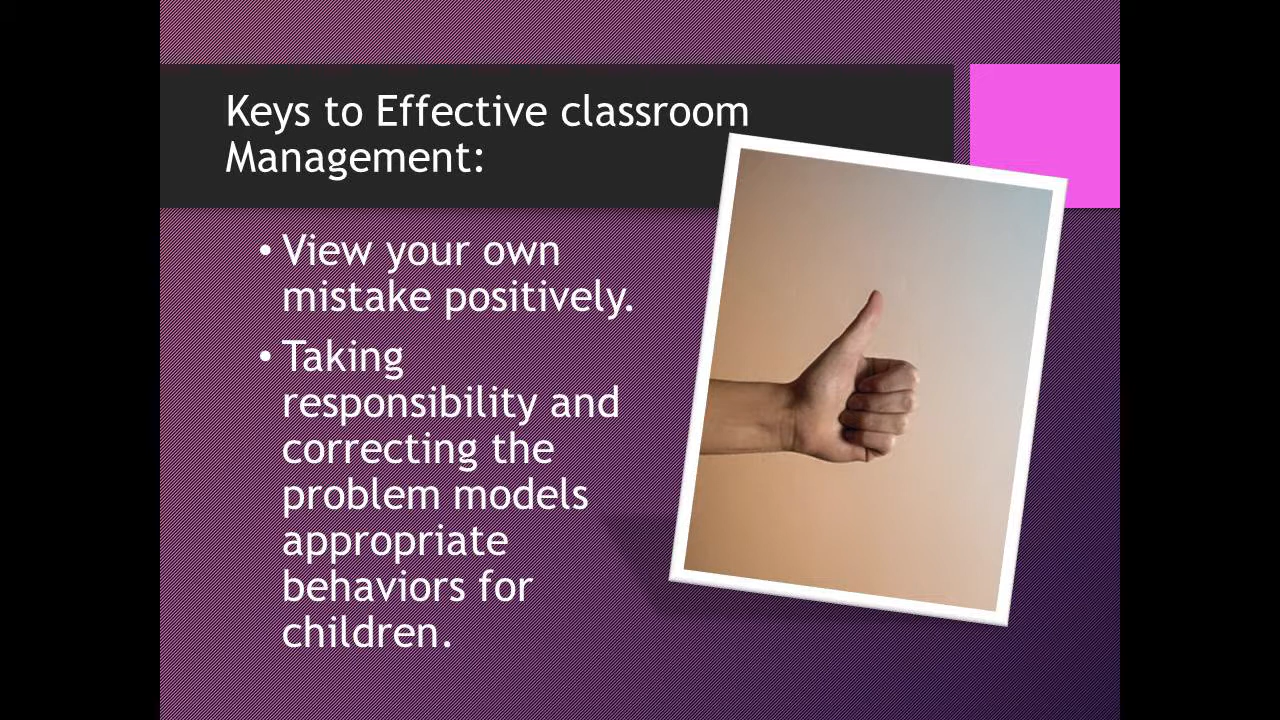 Keys to Effective classroom
Management:
• View your own
mistake positively.
• Taking
responsibility and
correcting the
problem models
appropriate
behaviors for
children.